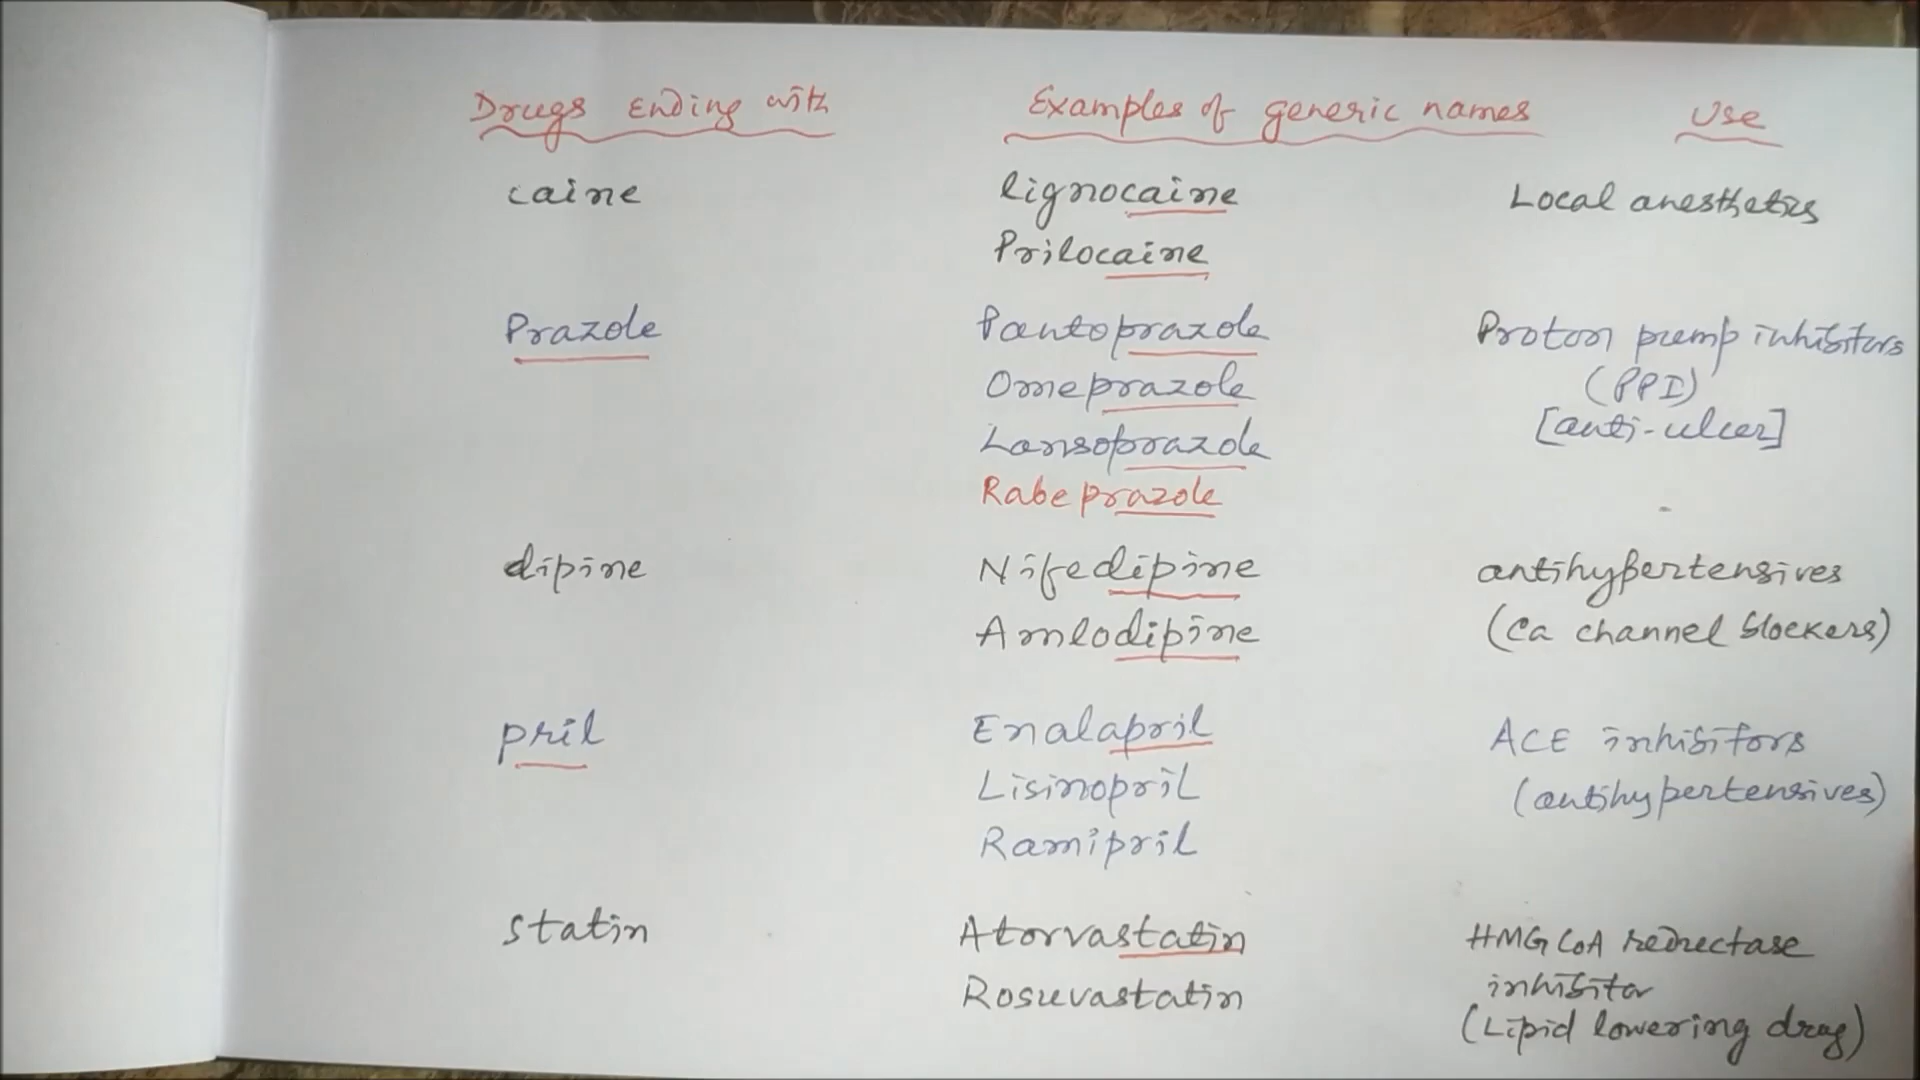 Drugs Ending with Examples of generic names Use
caine lignocaine Local anesthetics
Prilocaine
Prazole Pantoprazole Proton pump inhibitors
Omeprazole (PPI)
Lansoprazole [anti-ulcer]
Rabeprazole
dipine Nifedipine antihypertensives
Amlodipine (Ca channel blockers)
pril Enalapril ACE inhibitors
Lisinopril (antihypertensives)
Ramipril
statin Atorvastatin HMG CoA reductase
Rosuvastatin inhibitor
(Lipid lowering drug)